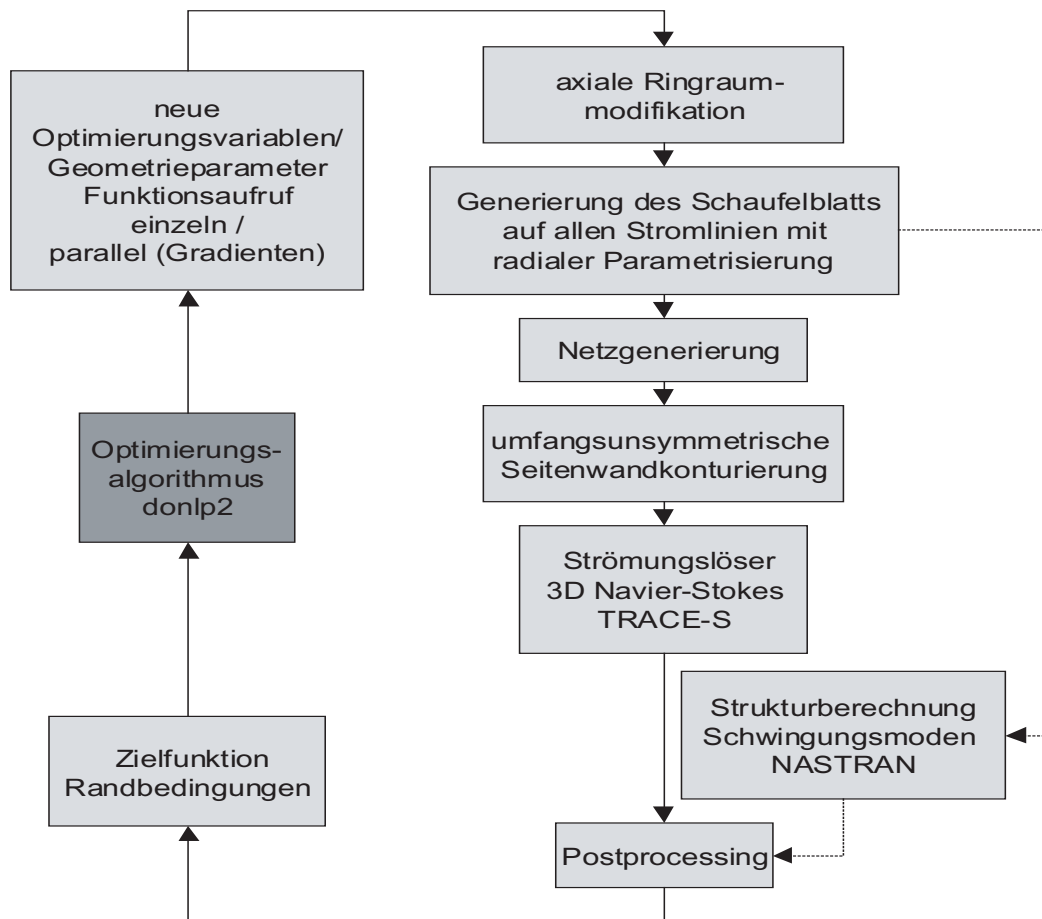 neue
Optimierungsvariablen/
Geometrieparameter
Funktionsaufruf
einzeln /
parallel (Gradienten)
Optimierungs-
algorithmus
donlp2
Zielfunktion
Randbedingungen
axiale Ringraum-
modifikation
Generierung des Schaufelblatts
auf allen Stromlinien mit
radialer Parametrisierung
Netzgenerierung
umfangsunsymmetrische
Seitenwandkonturierung
Strömungslöser
3D Navier-Stokes
TRACE-S
Strukturberechnung
Schwingungsmoden
NASTRAN
Postprocessing